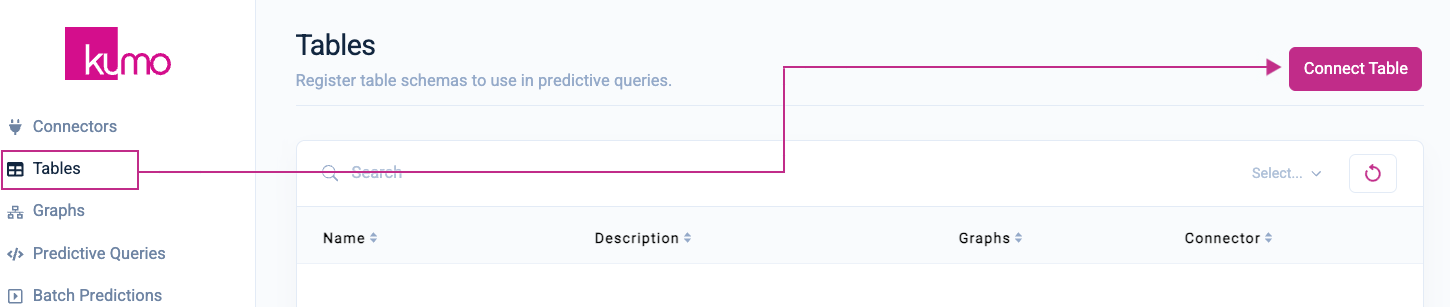 kumo
Connectors
Tables
Graphs
Predictive Queries
Batch Predictions
Tables
Register table schemas to use in predictive queries.
Connect Table
Search
Select...
Name Description Graphs Connector